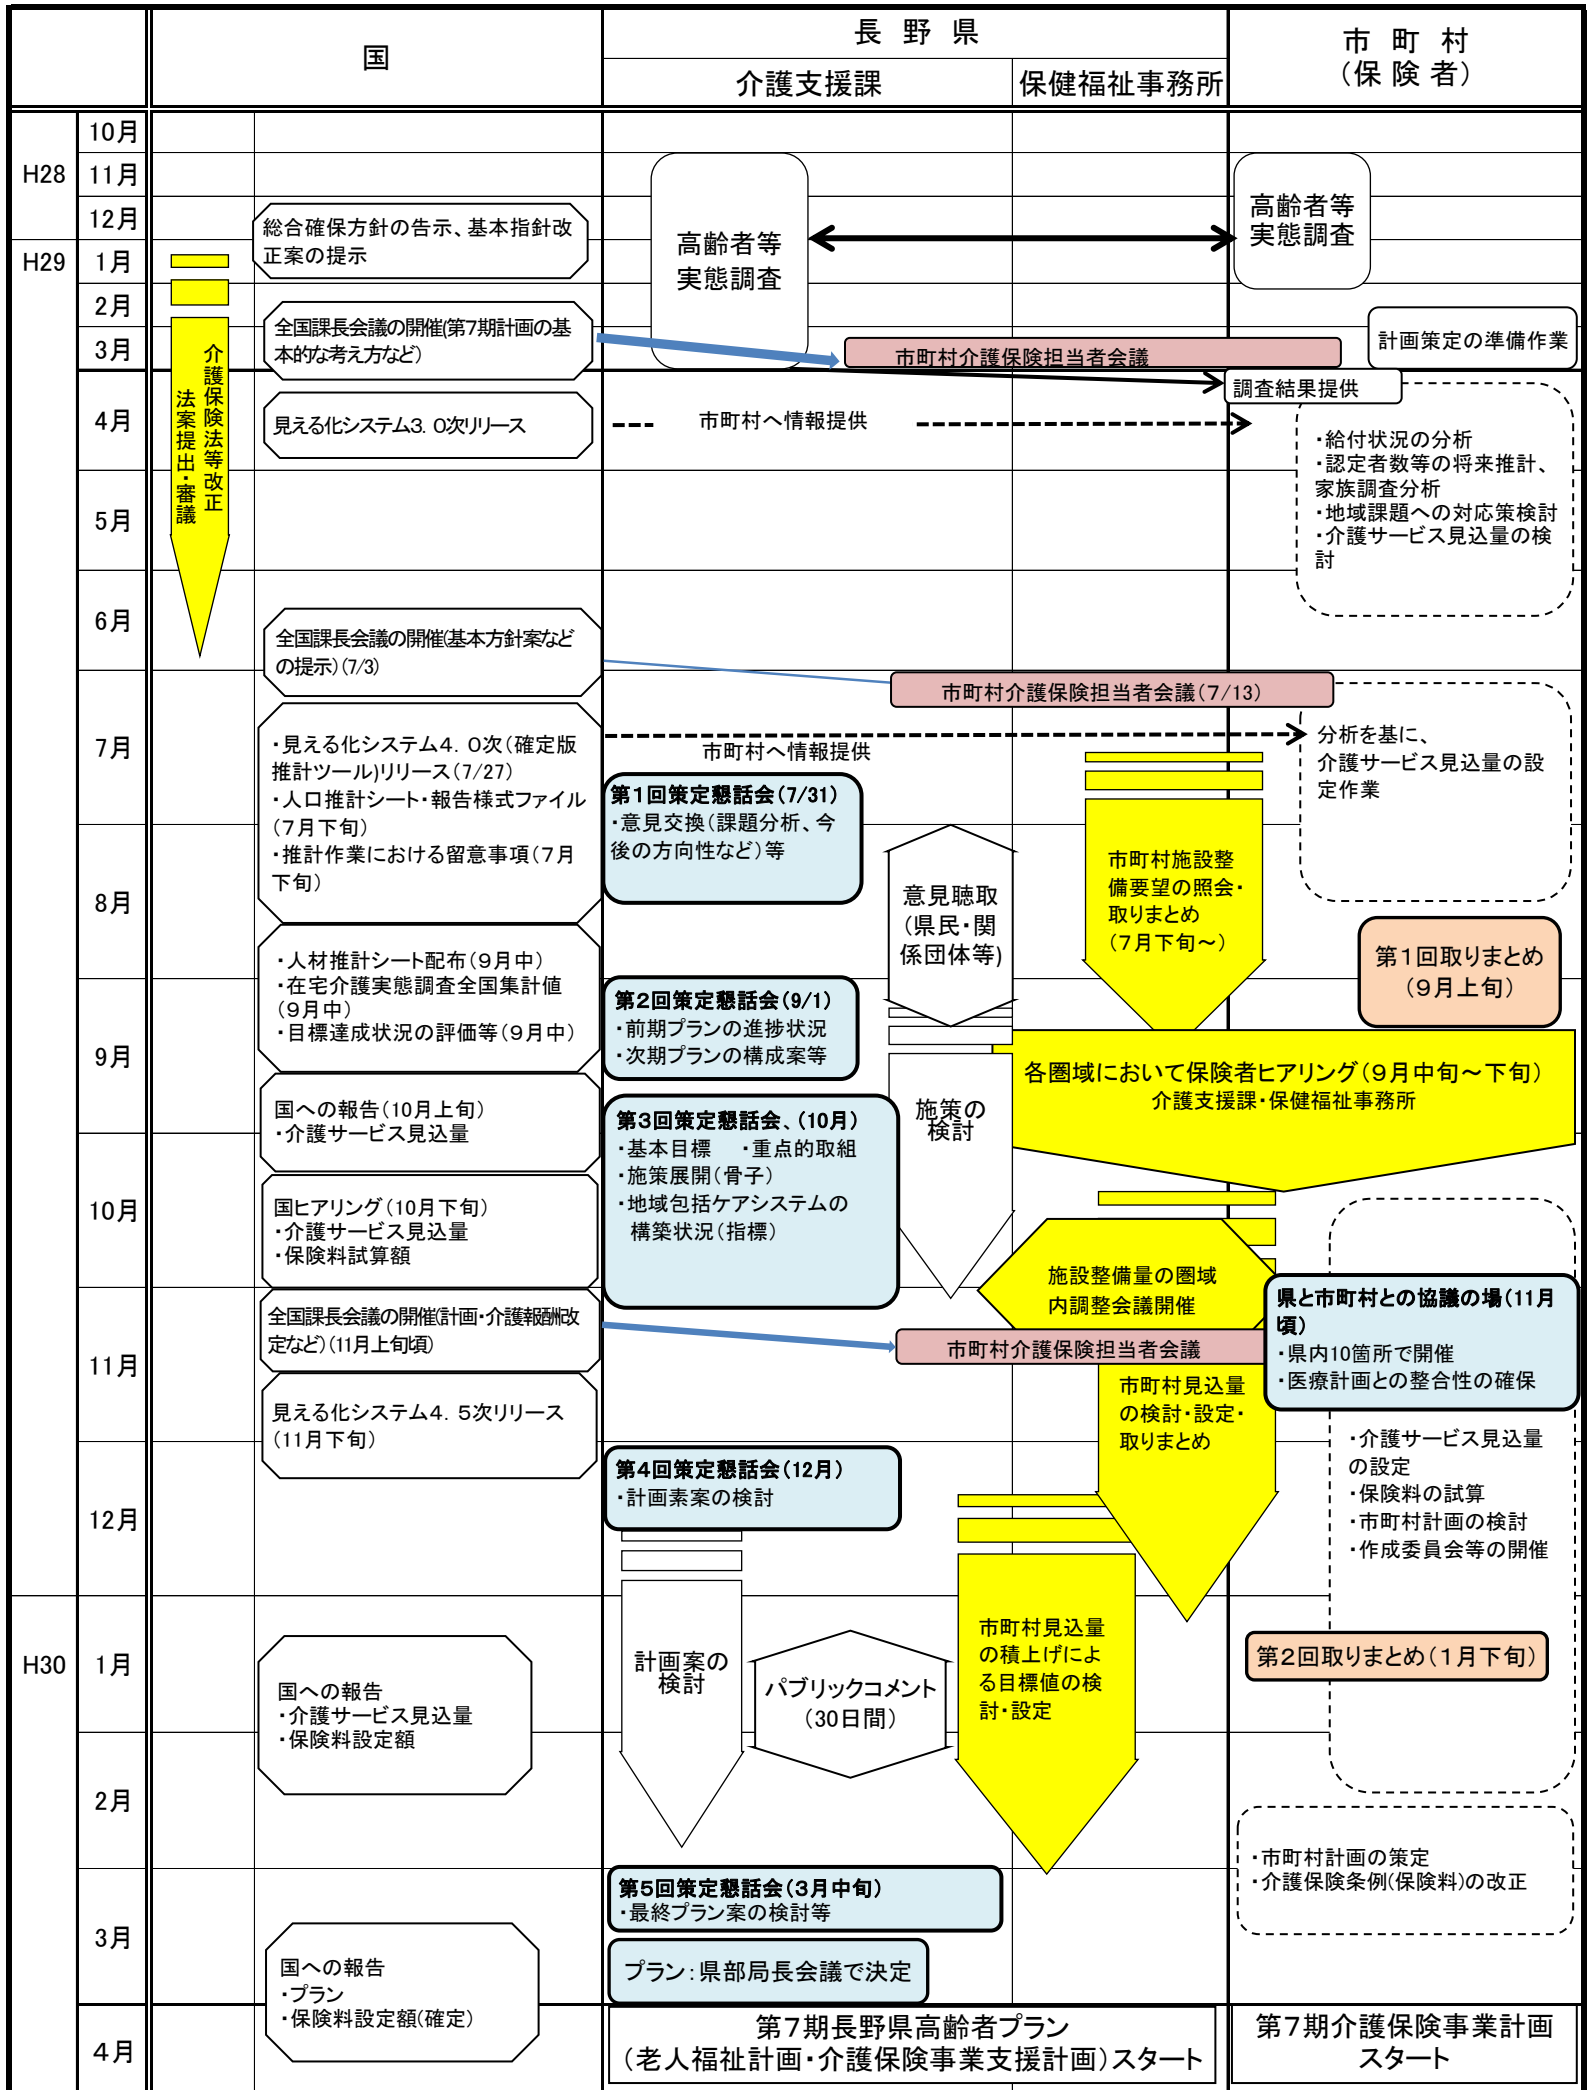 国
長 野 県
市 町 村
(保 険 者)
介護支援課
保健福祉事務所
H28
10月
11月
12月
H29
1月
2月
3月
4月
5月
6月
7月
8月
9月
10月
11月
12月
H30
1月
2月
3月
4月
介護保険法等改正
法案提出・審議
総合確保方針の告示、基本指針改
正案の提示
全国課長会議の開催(第7期計画の基
本的な考え方など)
見える化システム3.0次リリース
全国課長会議の開催(基本方針案など
の提示)(7/3)
・見える化システム4.0次(確定版
推計ツール)リリース(7/27)
・人口推計シート・報告様式ファイル
(7月下旬)
・推計作業における留意事項(7月
下旬)
・人材推計シート配布(9月中)
・在宅介護実態調査全国集計値
(9月中)
・目標達成状況の評価等(9月中)
国への報告(10月上旬)
・介護サービス見込量
国ヒアリング(10月下旬)
・介護サービス見込量
・保険料試算額
全国課長会議の開催(計画・介護報酬改
定など)(11月上旬頃)
見える化システム4.5次リリース
(11月下旬)
国への報告
・介護サービス見込量
・保険料設定額
国への報告
・プラン
・保険料設定額(確定)
高齢者等
実態調査
高齢者等
実態調査
市町村介護保険担当者会議
計画策定の準備作業
調査結果提供
市町村へ情報提供
・給付状況の分析
・認定者数等の将来推計、
家族調査分析
・地域課題への対応策検討
・介護サービス見込量の検
討
市町村介護保険担当者会議(7/13)
市町村へ情報提供
分析を基に、
介護サービス見込量の設
定作業
第1回策定懇話会(7/31)
・意見交換(課題分析、今
後の方向性など)等
意見聴取
(県民・関
係団体等)
市町村施設整
備要望の照会・
取りまとめ
(7月下旬～)
第1回取りまとめ
(9月上旬)
第2回策定懇話会(9/1)
・前期プランの進捗状況
・次期プランの構成案等
各圏域において保険者ヒアリング(9月中旬～下旬)
介護支援課・保健福祉事務所
第3回策定懇話会、(10月)
・基本目標　・重点的取組
・施策展開(骨子)
・地域包括ケアシステムの
構築状況(指標)
施策の
検討
施設整備量の圏域
内調整会議開催
県と市町村との協議の場(11月
頃)
・県内10箇所で開催
・医療計画との整合性の確保
市町村介護保険担当者会議
市町村見込量
の検討・設定・
取りまとめ
・介護サービス見込量
の設定
・保険料の試算
・市町村計画の検討
・作成委員会等の開催
第4回策定懇話会(12月)
・計画素案の検討
計画案の
検討
パブリックコメント
(30日間)
市町村見込量
の積上げによ
る目標値の検
討・設定
第2回取りまとめ(1月下旬)
・市町村計画の策定
・介護保険条例(保険料)の改正
第5回策定懇話会(3月中旬)
・最終プラン案の検討等
プラン:県部局長会議で決定
第7期長野県高齢者プラン
(老人福祉計画・介護保険事業支援計画)スタート
第7期介護保険事業計画
スタート